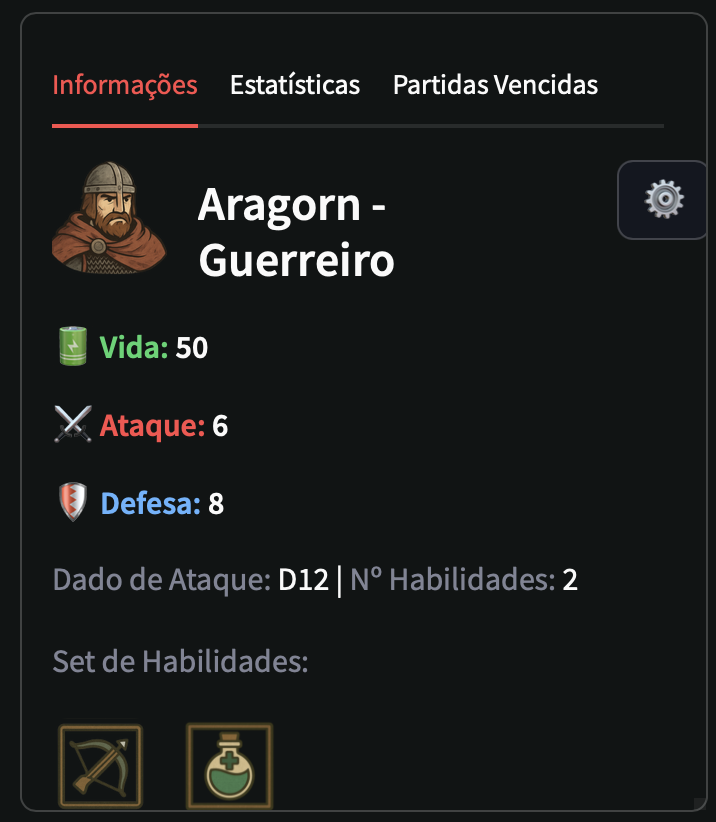 Informações Estatísticas Partidas Vencidas
Aragorn -
Guerreiro
Vida: 50
Ataque: 6
Defesa: 8
Dado de Ataque: D12 | Nº Habilidades: 2
Set de Habilidades: